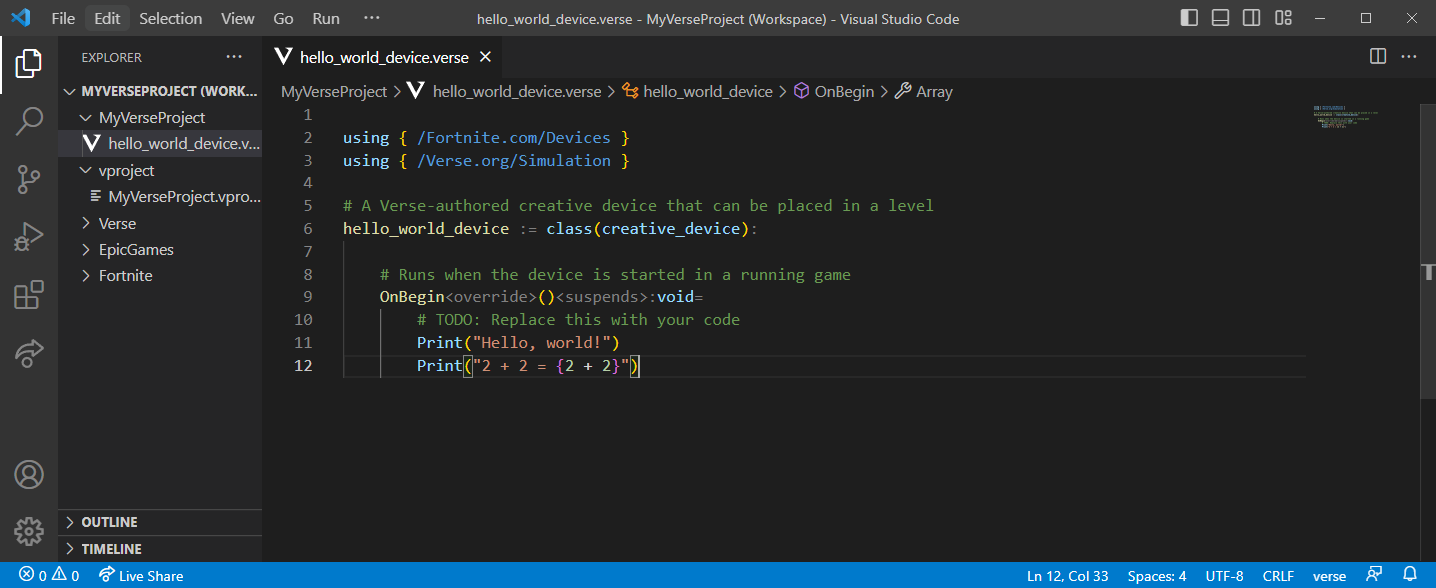 File Edit Selection View Go Run ··· hello_world_device.verse - MyVerseProject (Workspace) - Visual Studio Code
EXPLORER ···
MYVERSEPROJECT (WORK...
MyVerseProject
hello_world_device.v...
vproject
MyVerseProject.vpro...
Verse
EpicGames
Fortnite
OUTLINE
TIMELINE
hello_world_device.verse
MyVerseProject > hello_world_device.verse > hello_world_device > OnBegin > Array
1
2 using { /Fortnite.com/Devices }
3 using { /Verse.org/Simulation }
4
5 # A Verse-authored creative device that can be placed in a level
6 hello_world_device := class(creative_device):
7
8 # Runs when the device is started in a running game
9 OnBegin<override>()<suspends>:void=
10 # TODO: Replace this with your code
11 Print("Hello, world!")
12 Print("2 + 2 = {2 + 2}")
0 0 Live Share Ln 12, Col 33 Spaces: 4 UTF-8 CRLF verse